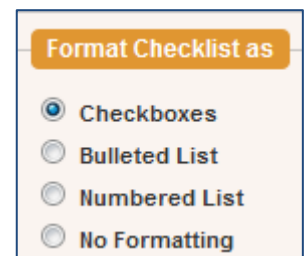 Format Checklist as
Checkboxes
Bulleted List
Numbered List
No Formatting